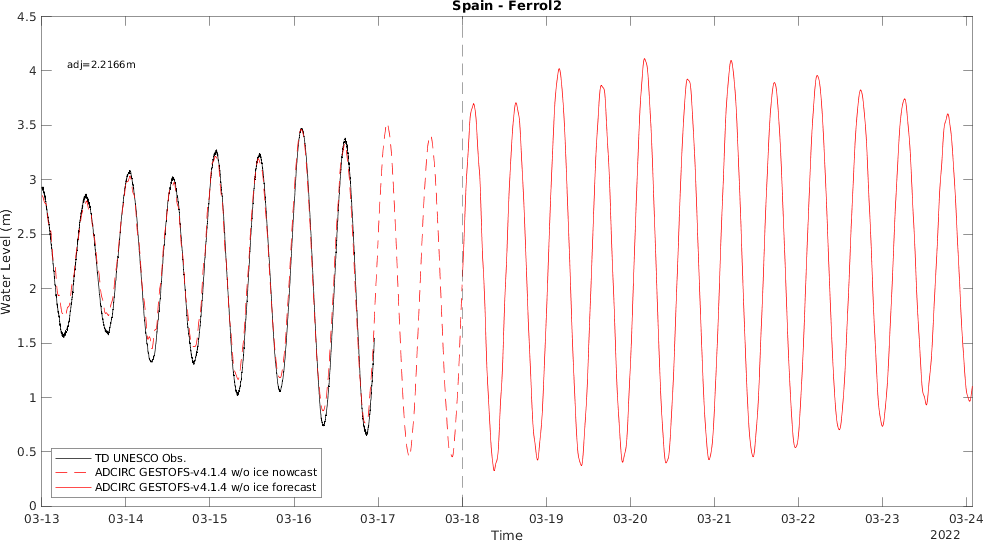 Spain - Ferrol2
4.5
4
3.5
3
2.5
2
1.5
1
0.5
0
Water Level (m)
adj=2.2166m
TD UNESCO Obs.
ADCIRC GESTOFS-v4.1.4 w/o ice nowcast
ADCIRC GESTOFS-v4.1.4 w/o ice forecast
03-13 03-14 03-15 03-16 03-17 03-18 03-19 03-20 03-21 03-22 03-23 03-24
Time
2022